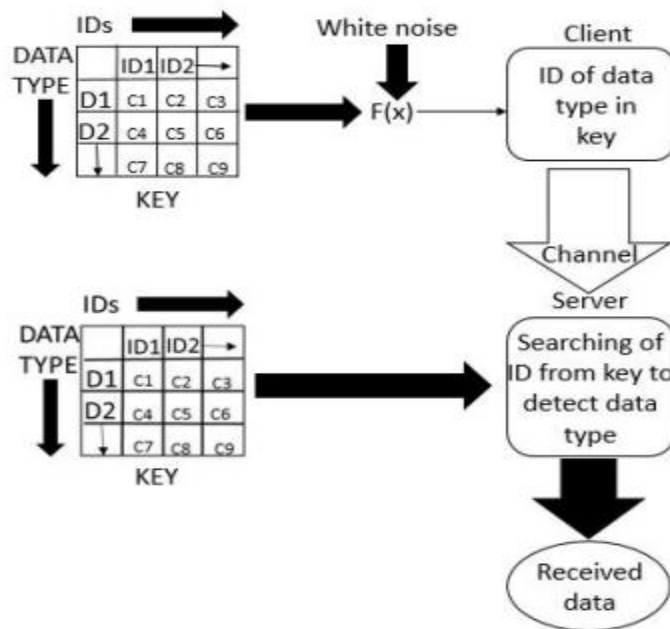 IDs
White noise
Client
DATA
TYPE
ID1 ID2
D1 C1 C2 C3
D2 C4 C5 C6
C7 C8 C9
KEY
F(x)
ID of data
type in
key
Channel
Server
IDs
DATA
TYPE
ID1 ID2
D1 C1 C2 C3
D2 C4 C5 C6
C7 C8 C9
KEY
Searching of
ID from key to
detect data
type
Received
data